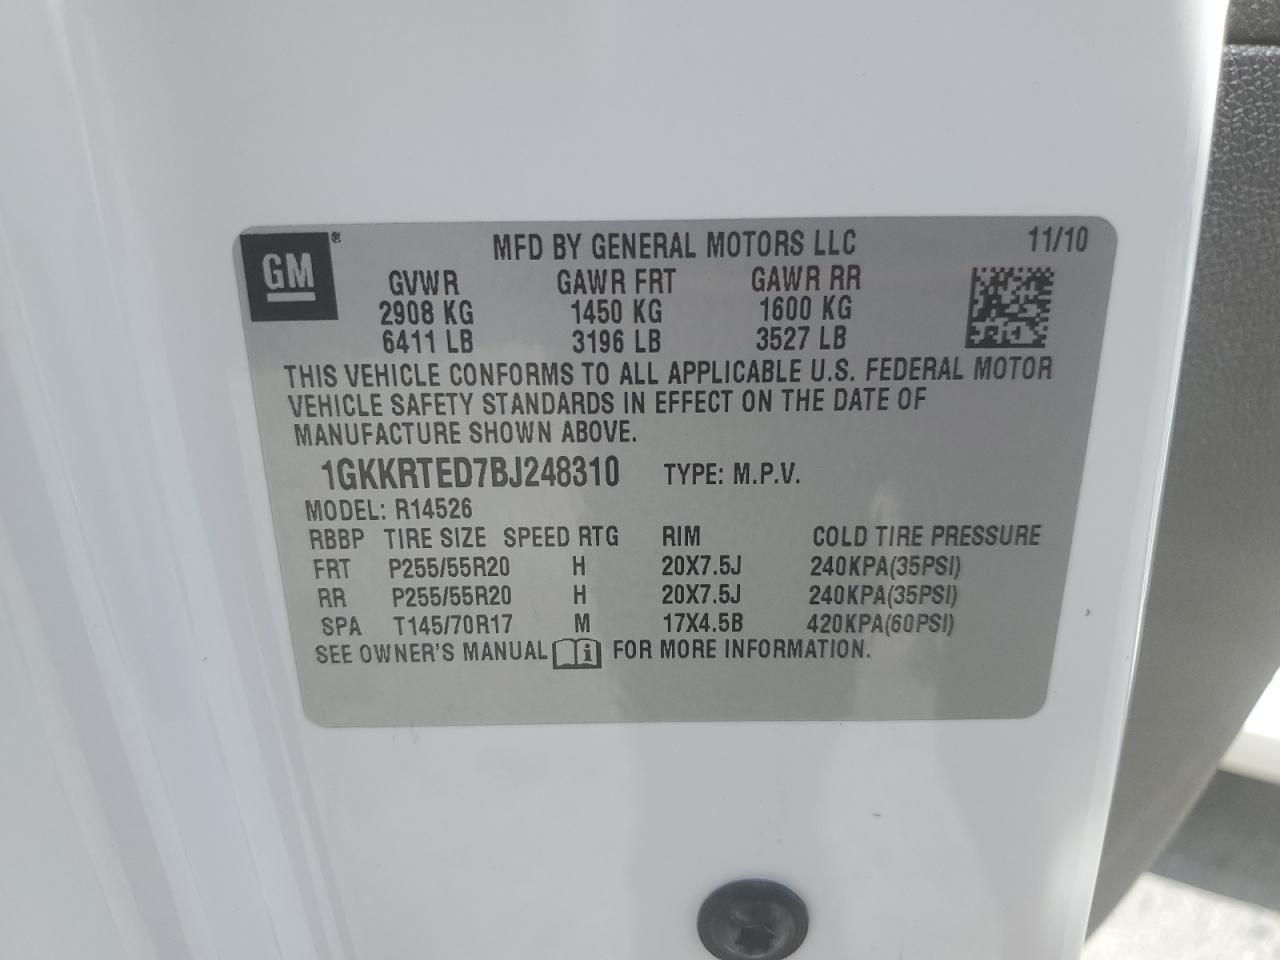 GM ® MFD BY GENERAL MOTORS LLC 11/10
GVWR GAWR FRT GAWR RR
2908 KG 1450 KG 1600 KG
6411 LB 3196 LB 3527 LB
THIS VEHICLE CONFORMS TO ALL APPLICABLE U.S. FEDERAL MOTOR
VEHICLE SAFETY STANDARDS IN EFFECT ON THE DATE OF
MANUFACTURE SHOWN ABOVE.
1GKKRTED7BJ248310 TYPE: M.P.V.
MODEL: R14526
RBBP TIRE SIZE SPEED RTG RIM COLD TIRE PRESSURE
FRT P255/55R20 H 20X7.5J 240KPA(35PSI)
RR P255/55R20 H 20X7.5J 240KPA(35PSI)
SPA T145/70R17 M 17X4.5B 420KPA(60PSI)
SEE OWNER'S MANUAL i FOR MORE INFORMATION.